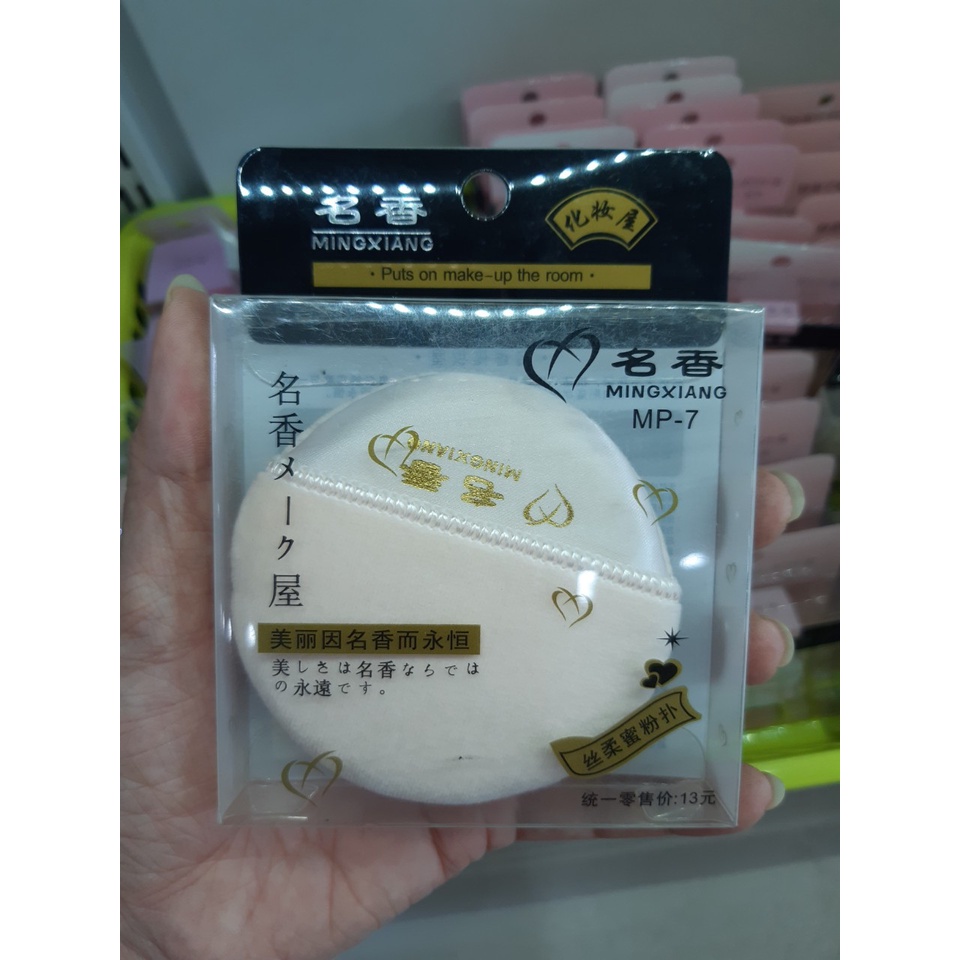 名香
MINGXIANG
化妆屋
· Puts on make-up the room ·
名香
MINGXIANG
MP-7
名香メーク屋
名香
MINGXIANG
美丽因名香而永恒
美しさは名香ならでは
の永遠です。
丝柔蜜粉扑
统一零售价:13元